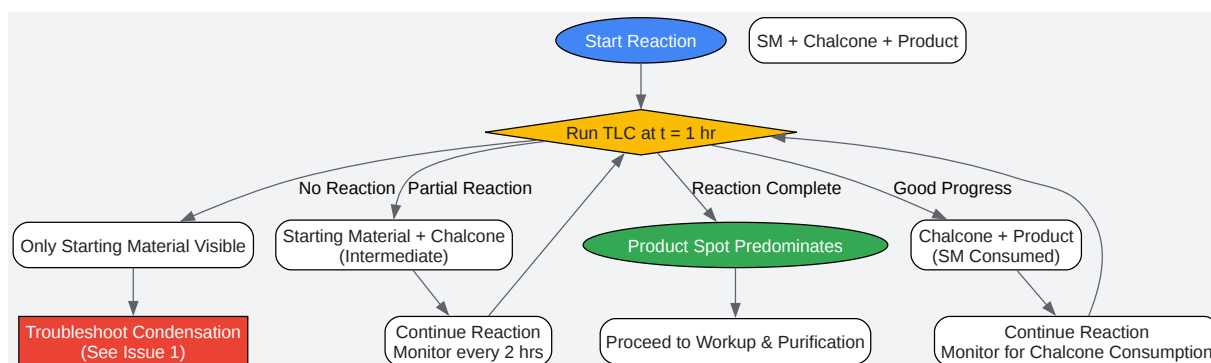 Start Reaction
SM + Chalcone + Product
Run TLC at t = 1 hr
No Reaction
Partial Reaction
Reaction Complete
Good Progress
Only Starting Material Visible
Starting Material + Chalcone
(Intermediate)
Product Spot Predominates
Chalcone + Product
(SM Consumed)
Troubleshoot Condensation
(See Issue 1)
Continue Reaction
Monitor every 2 hrs
Proceed to Workup & Purification
Continue Reaction
Monitor for Chalcone Consumption